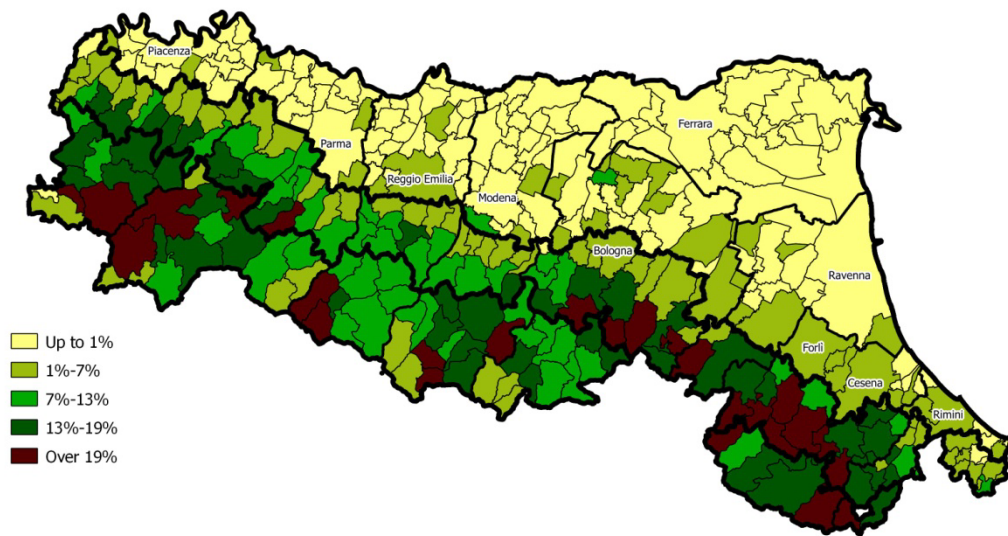 Piacenza
Ferrara
Parma
Reggio Emilia
Modena
Bologna
Ravenna
Forlì
Cesena
Rimini
Up to 1%
1%-7%
7%-13%
13%-19%
Over 19%